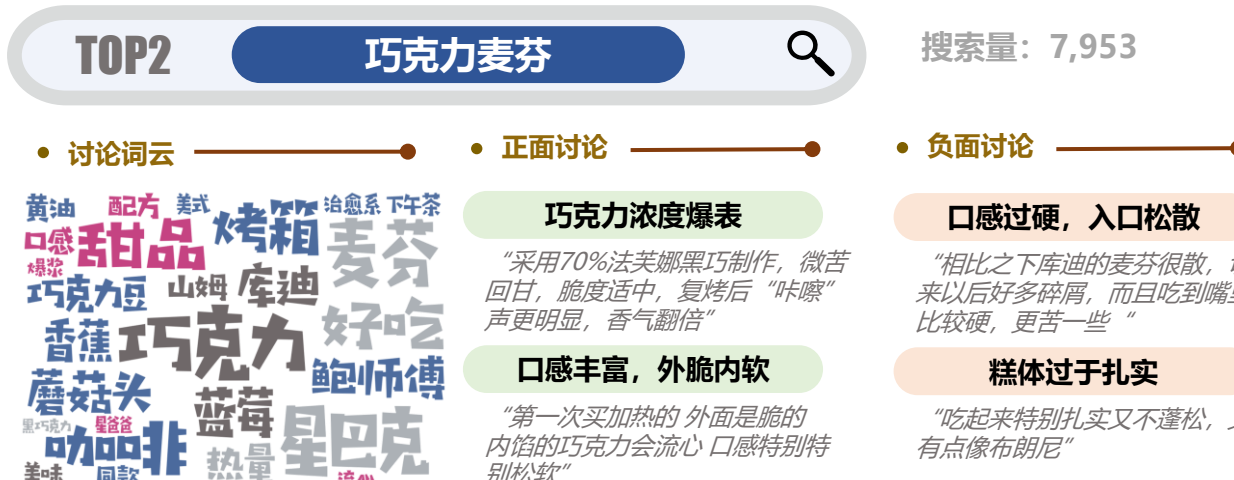 TOP2
巧克力麦芬
搜索量：7,953
讨论词云
正面讨论
负面讨论
黄油
配方
美式
烤箱
治愈系
下午茶
口感
甜品
麦芬
爆浆
巧克力豆
山姆
库迪
香蕉
巧克力
好吃
鲍师傅
蘑菇头
蓝莓
星巴克
黑巧克力
星爸爸
咖啡
热量
美味
同款
流心
巧克力浓度爆表
“采用70%法芙娜黑巧制作，微苦
回甘，脆度适中，复烤后“咔嚓”
声更明显，香气翻倍”
口感丰富，外脆内软
“第一次买加热的 外面是脆的
内馅的巧克力会流心 口感特别特
别松软”
口感过硬，入口松散
“相比之下库迪的麦芬很散，
来以后好多碎屑，而且吃到嘴里
比较硬，更苦一些“
糕体过于扎实
“吃起来特别扎实又不蓬松，
有点像布朗尼”